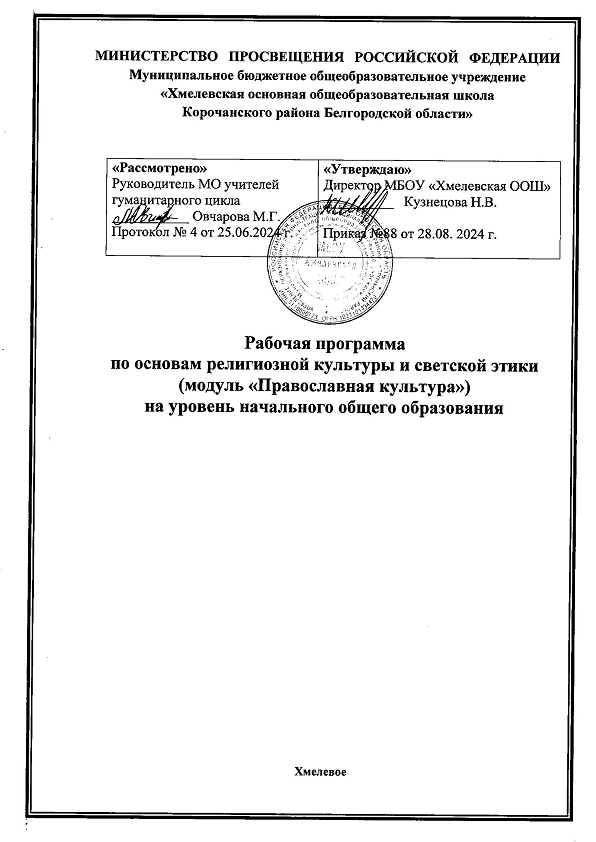 МИНИСТЕРСТВО ПРОСВЕЩЕНИЯ РОССИЙСКОЙ ФЕДЕРАЦИИ
Муниципальное бюджетное общеобразовательное учреждение
«Хмелевская основная общеобразовательная школа
Корочанского района Белгородской области»
«Рассмотрено»
Руководитель МО учителей
гуманитарного цикла
Овчарова М.Г.
Протокол № 4 от 25.06.2024 г.
«Утверждаю»
Директор МБОУ «Хмелевская ООШ»
Кузнецова Н.В.
Приказ №88 от 28.08. 2024 г.
Рабочая программа
по основам религиозной культуры и светской этики
(модуль «Православная культура»)
на уровень начального общего образования
Хмелевое